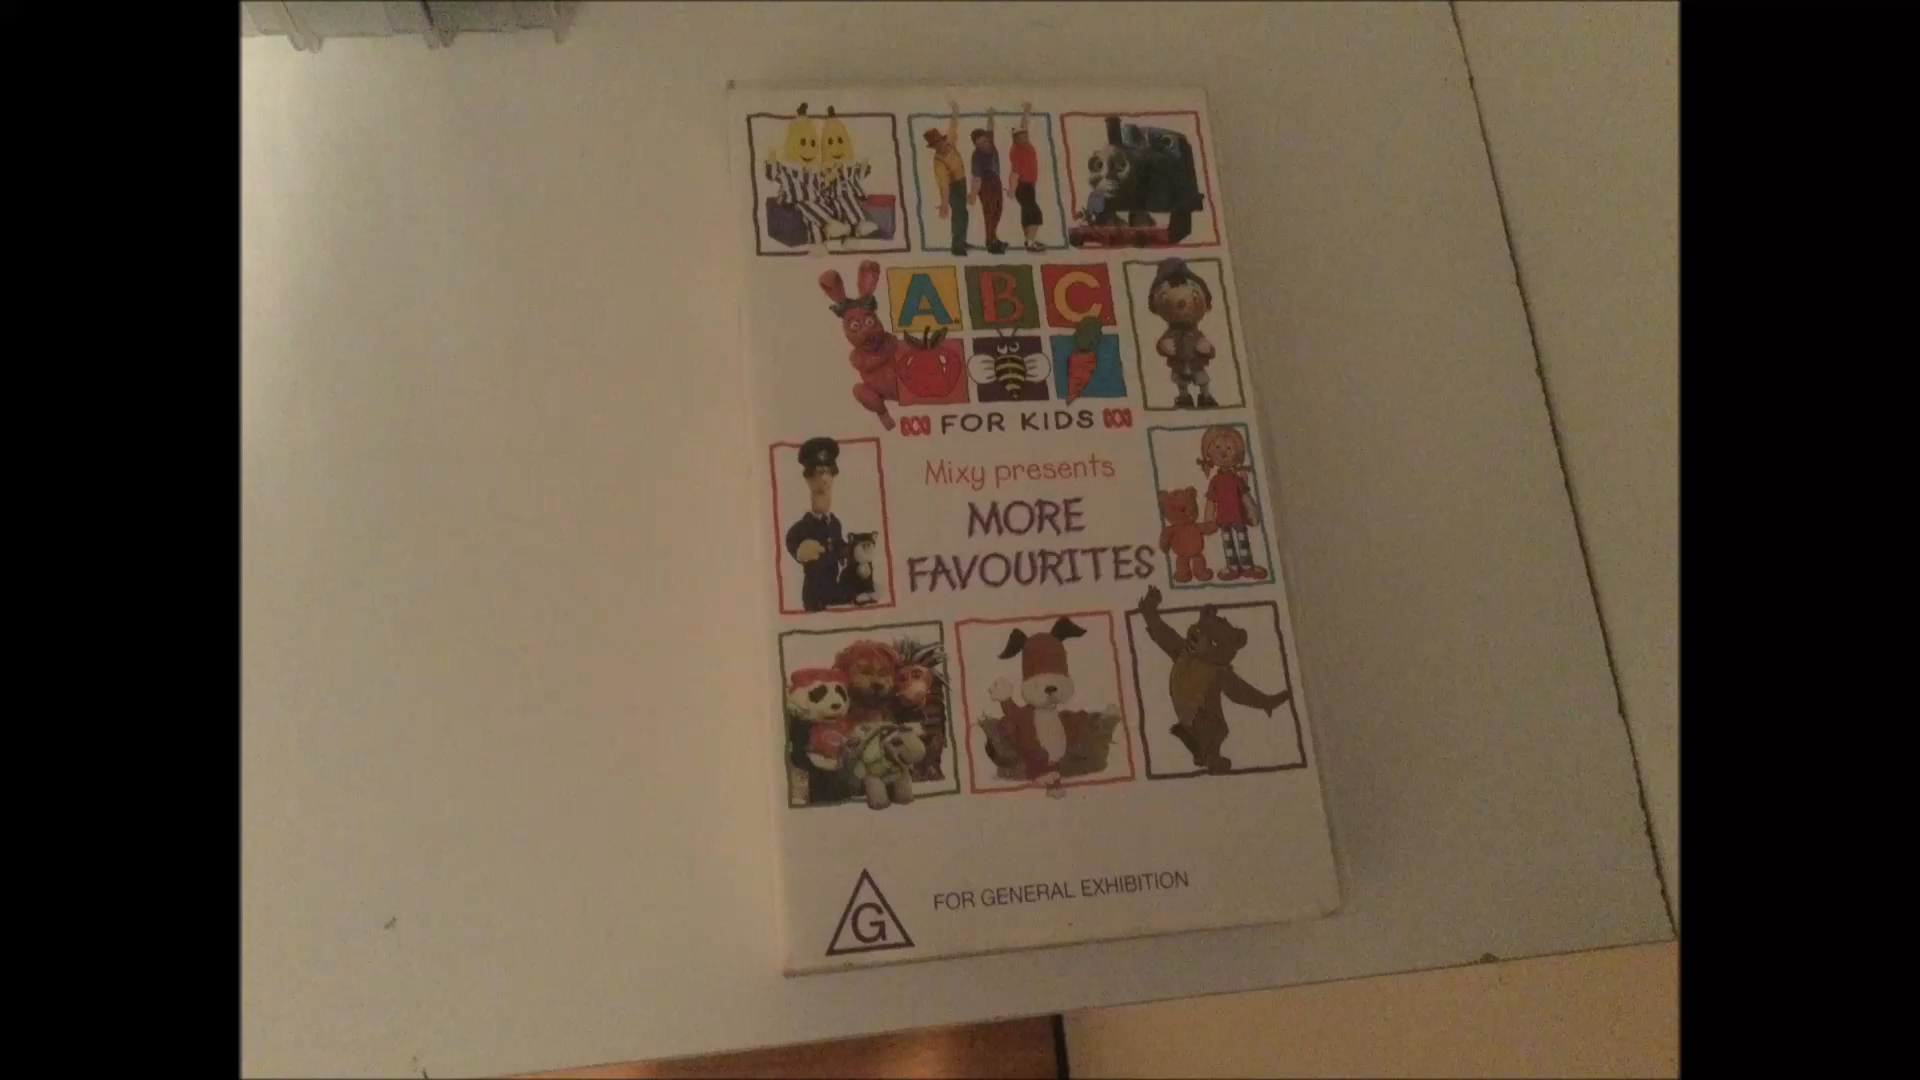 A B C
FOR KIDS
Mixy presents
MORE
FAVOURITES
G
FOR GENERAL EXHIBITION